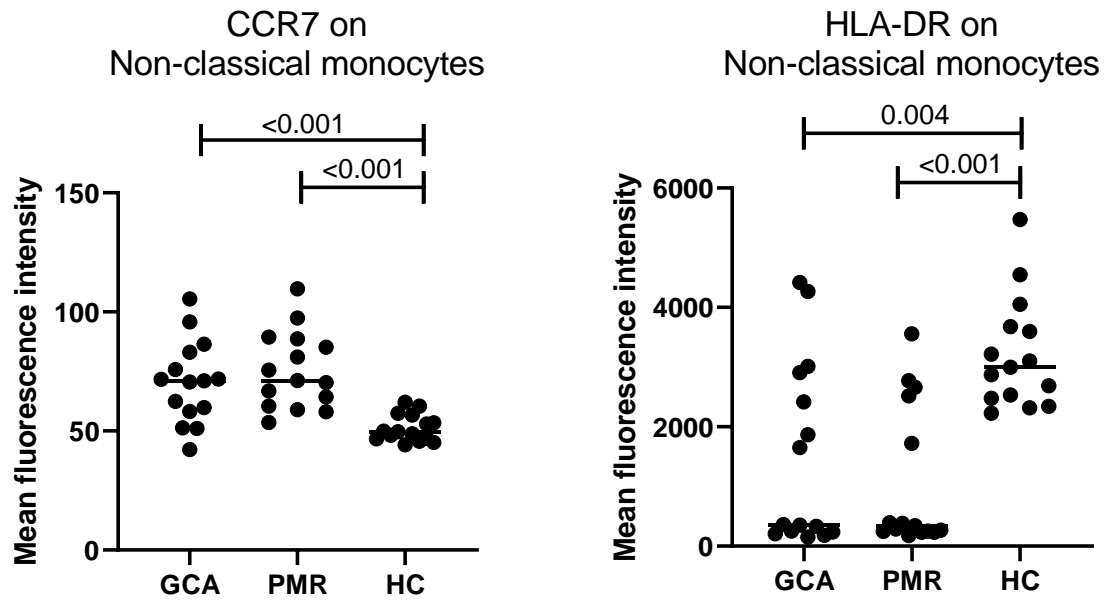 CCR7 on
Non-classical monocytes
<0.001
<0.001
Mean fluorescence intensity
150
100
50
0
GCA
PMR
HC
HLA-DR on
Non-classical monocytes
0.004
<0.001
Mean fluorescence intensity
6000
4000
2000
0
GCA
PMR
HC